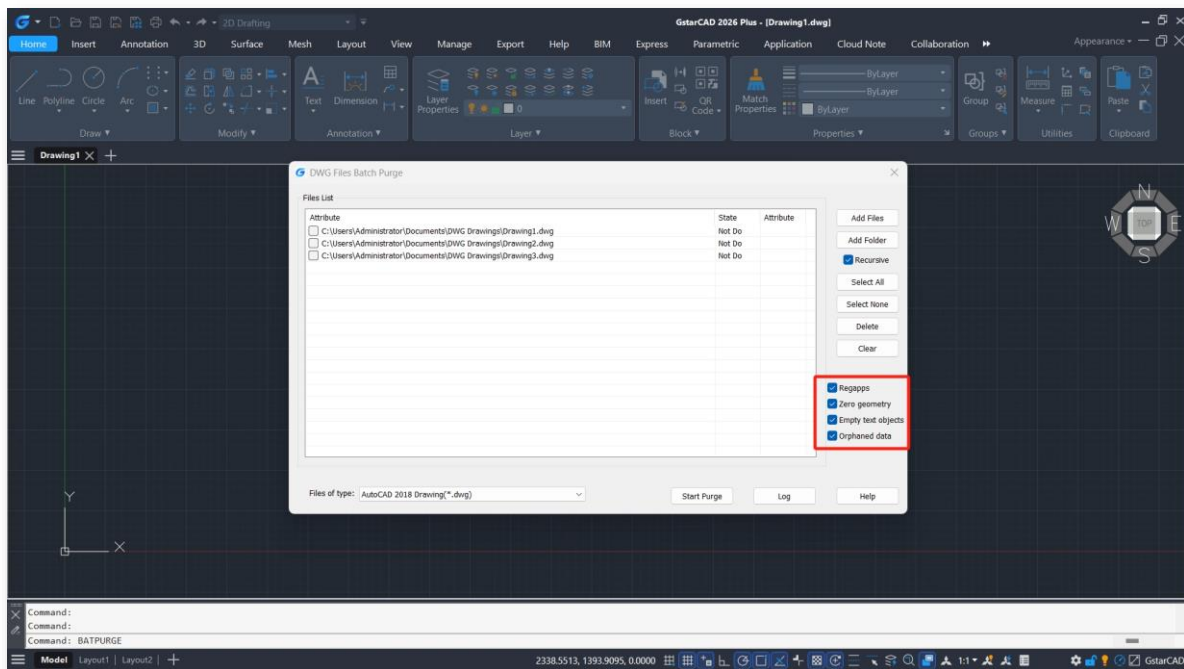 2D Drafting
GstarCAD 2026 Plus - [Drawing1.dwg]
Home Insert Annotation 3D Surface Mesh Layout View Manage Export Help BIM Express Parametric Application Cloud Note Collaboration Appearance
Line Polyline Circle Arc Text Dimension Layer Properties 0 Insert QR Code Match Properties ByLayer ByLayer ByLayer Group Measure Paste
Draw Modify Annotation Layer Block Properties Groups Utilities Clipboard
Drawing1
DWG Files Batch Purge
Files List
Attribute State Attribute
C:\Users\Administrator\Documents\DWG Drawings\Drawing1.dwg Not Do
C:\Users\Administrator\Documents\DWG Drawings\Drawing2.dwg Not Do
C:\Users\Administrator\Documents\DWG Drawings\Drawing3.dwg Not Do
Add Files
Add Folder
Recursive
Select All
Select None
Delete
Clear
Regapps
Zero geometry
Empty text objects
Orphaned data
Files of type: AutoCAD 2018 Drawing(*.dwg) Start Purge Log Help
N
W TOP E
S
Y
X
Command:
Command:
Command: BATPURGE
Model Layout1 Layout2 2338.5513, 1393.9095, 0.0000 1:1 GstarCAD